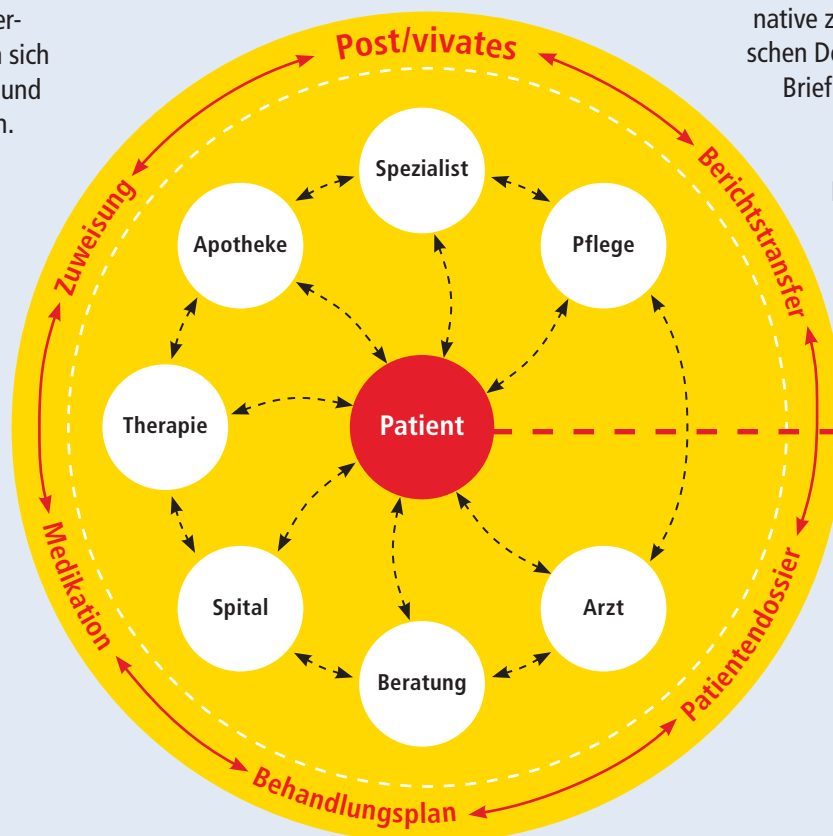 er-
sich
und
n.
native z
schen De
Brief
Post/vivates
Zuweisung
Berichtstransfer
Spezialist
Apotheke
Pflege
Therapie
Patient
Medikation
Spital
Arzt
Beratung
Patientendossier
Behandlungsplan